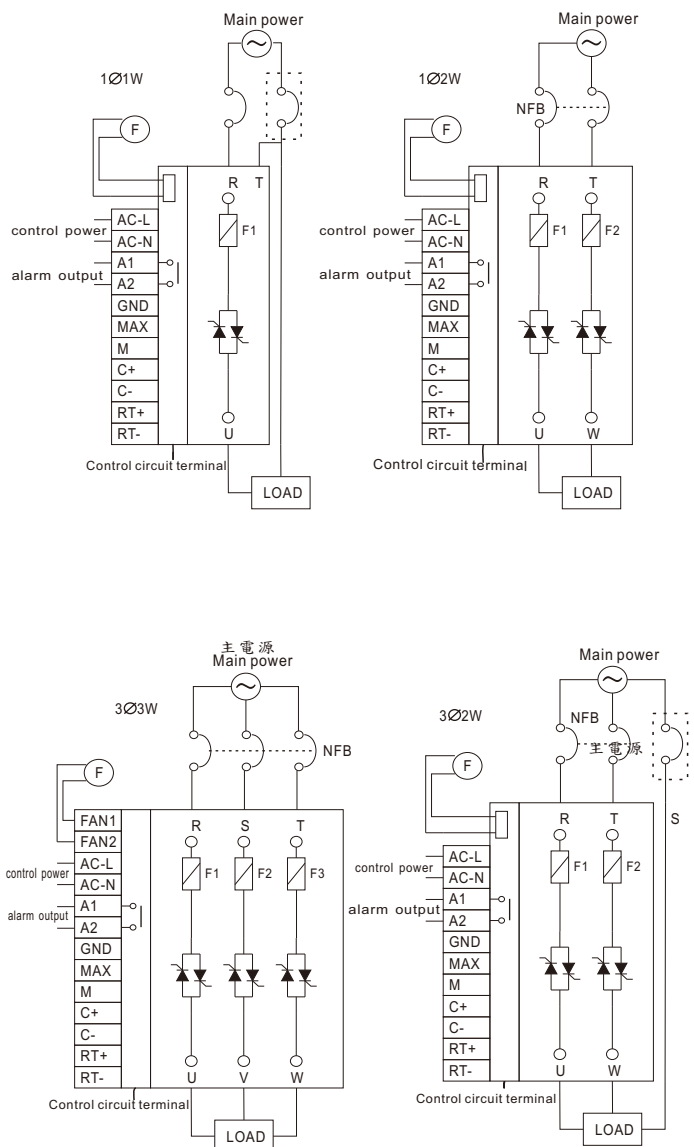 Main power
1Ø1W
F
R T
AC-L
control power
AC-N
F1
A1
alarm output
A2
GND
MAX
M
C+
C-
RT+
RT-
U
Control circuit terminal
LOAD
Main power
1Ø2W
NFB
F
R T
AC-L
control power
AC-N
F1 F2
A1
alarm output
A2
GND
MAX
M
C+
C-
RT+
RT-
U W
Control circuit terminal
LOAD
主電源
Main power
3Ø3W
NFB
F
FAN1
FAN2
R S T
AC-L
control power
AC-N
F1 F2 F3
A1
alarm output
A2
GND
MAX
M
C+
C-
RT+
RT-
U V W
Control circuit terminal
LOAD
Main power
3Ø2W
NFB
主電源
F
R T S
AC-L
control power
AC-N
F1 F2
A1
alarm output
A2
GND
MAX
M
C+
C-
RT+
RT-
U W
Control circuit terminal
LOAD